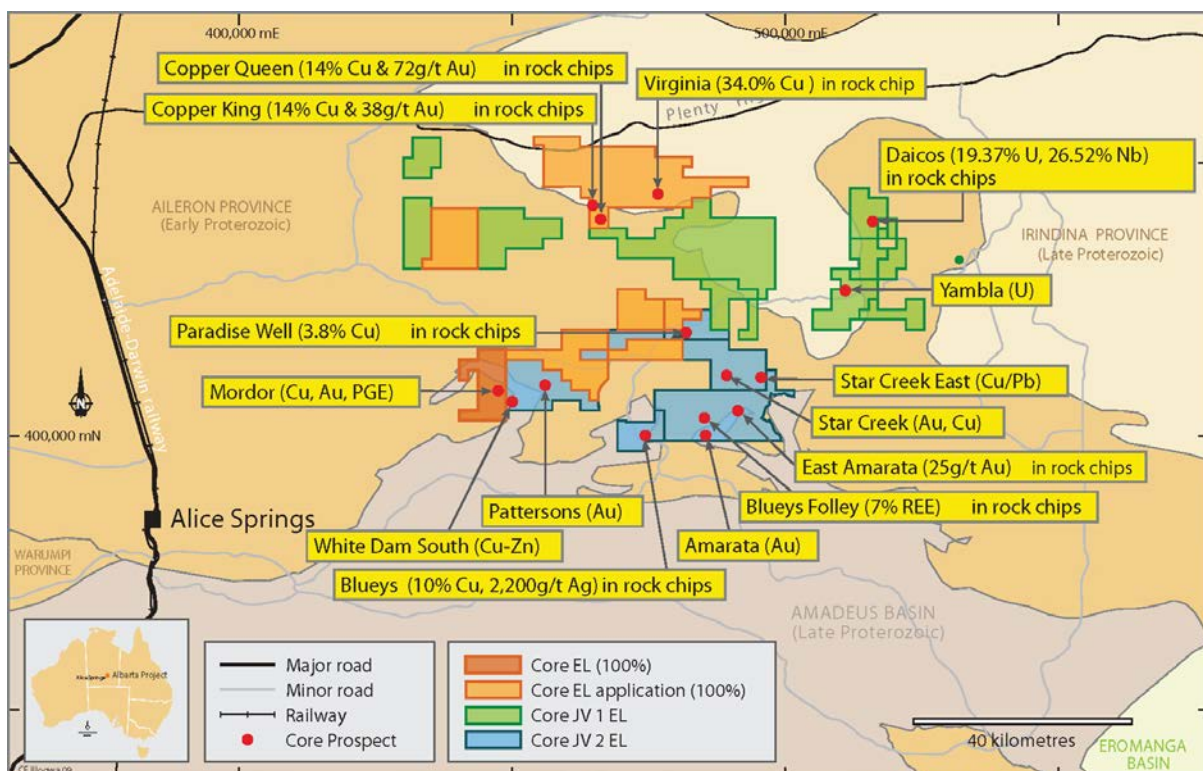 400,000 mE
500,000 mE
Copper Queen (14% Cu & 72g/t Au) in rock chips
Virginia (34.0% Cu ) in rock chip
Copper King (14% Cu & 38g/t Au) in rock chips
Plenty
Daicos (19.37% U, 26.52% Nb)
in rock chips
AILERON PROVINCE
(Early Proterozoic)
IRINDINA PROVINCE
(Late Proterozoic)
Adelaide-Darwin railway
Yambla (U)
Paradise Well (3.8% Cu) in rock chips
Mordor (Cu, Au, PGE)
Star Creek East (Cu/Pb)
N
400,000 mN
Star Creek (Au, Cu)
East Amarata (25g/t Au) in rock chips
Pattersons (Au)
Blueys Folley (7% REE) in rock chips
Alice Springs
White Dam South (Cu-Zn)
Amarata (Au)
WARUMPI
PROVINCE
Blueys (10% Cu, 2,200g/t Ag) in rock chips
AMADEUS BASIN
(Late Proterozoic)
Albarta Project
Major road
Minor road
Railway
Core Prospect
Core EL (100%)
Core EL application (100%)
Core JV 1 EL
Core JV 2 EL
40 kilometres
EROMANGA
BASIN